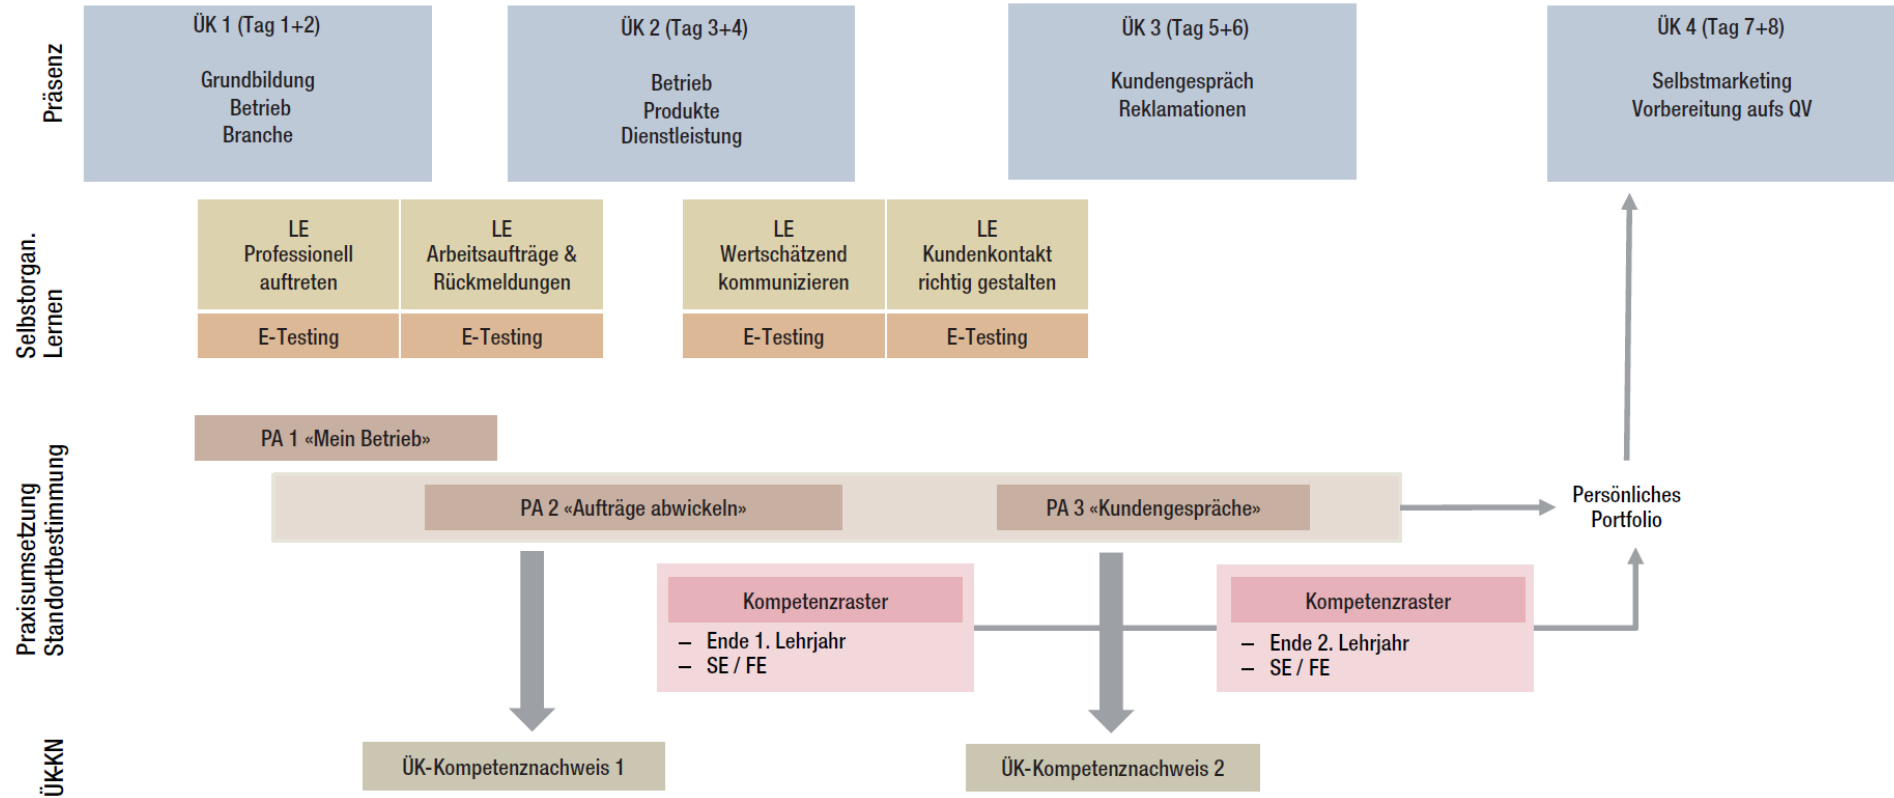 Präsenz
ÜK 1 (Tag 1+2)
Grundbildung
Betrieb
Branche
ÜK 2 (Tag 3+4)
Betrieb
Produkte
Dienstleistung
ÜK 3 (Tag 5+6)
Kundengespräch
Reklamationen
ÜK 4 (Tag 7+8)
Selbstmarketing
Vorbereitung aufs QV
Selbstorgan.
Lernen
LE
Professionell
auftreten
LE
Arbeitsaufträge &
Rückmeldungen
LE
Wertschätzend
kommunizieren
LE
Kundenkontakt
richtig gestalten
E-Testing
E-Testing
E-Testing
E-Testing
Praxisumsetzung
Standortbestimmung
PA 1 «Mein Betrieb»
PA 2 «Aufträge abwickeln»
PA 3 «Kundengespräche»
Persönliches
Portfolio
Kompetenzraster
– Ende 1. Lehrjahr
– SE / FE
Kompetenzraster
– Ende 2. Lehrjahr
– SE / FE
ÜK-KN
ÜK-Kompetenznachweis 1
ÜK-Kompetenznachweis 2